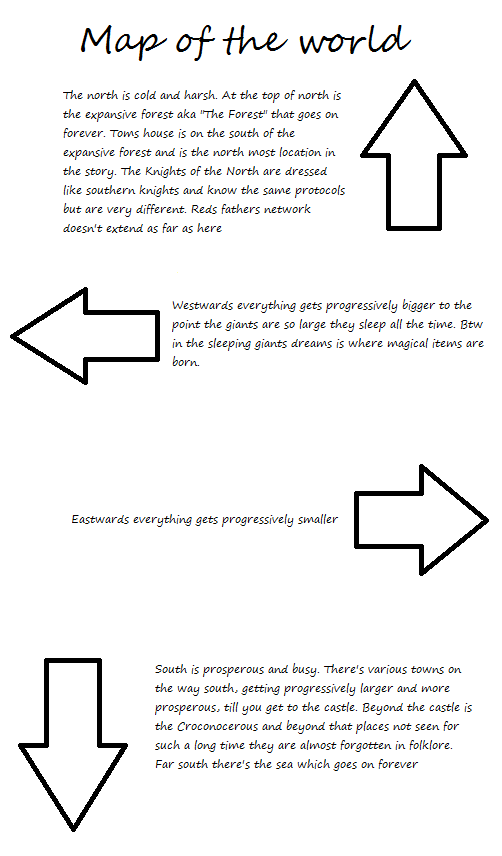 Map of the world
The north is cold and harsh. At the top of north is
the expansive forest aka "The Forest" that goes on
forever. Toms house is on the south of the
expansive forest and is the north most location in
the story. The Knights of the North are dressed
like southern knights and know the same protocols
but are very different. Reds fathers network
doesn't extend as far as here
Westwards everything gets progressively bigger to the
point the giants are so large they sleep all the time. Btw
in the sleeping giants dreams is where magical items are
born.
Eastwards everything gets progressively smaller
South is prosperous and busy. There's various towns on
the way south, getting progressively larger and more
prosperous, till you get to the castle. Beyond the castle is
the Croconocerous and beyond that places not seen for
such a long time they are almost forgotten in folklore.
Far south there's the sea which goes on forever